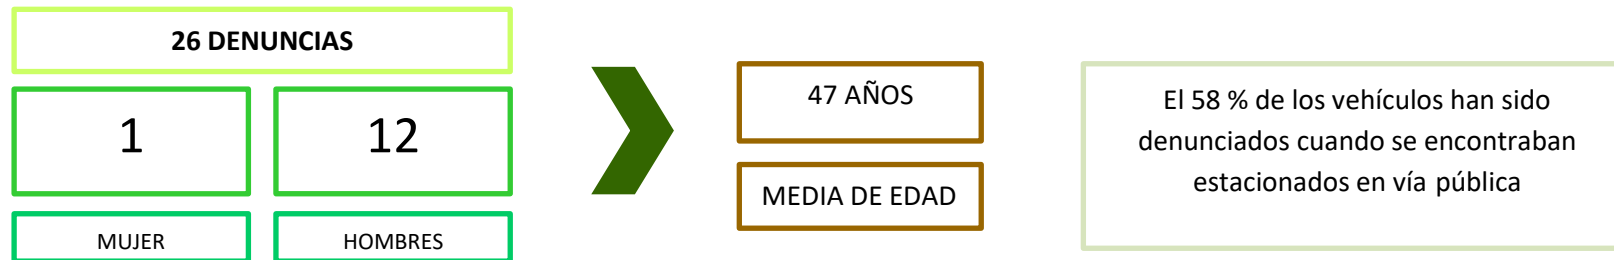 26 DENUNCIAS
1
12
MUJER
HOMBRES
47 AÑOS
MEDIA DE EDAD
El 58 % de los vehículos han sido
denunciados cuando se encontraban
estacionados en vía pública